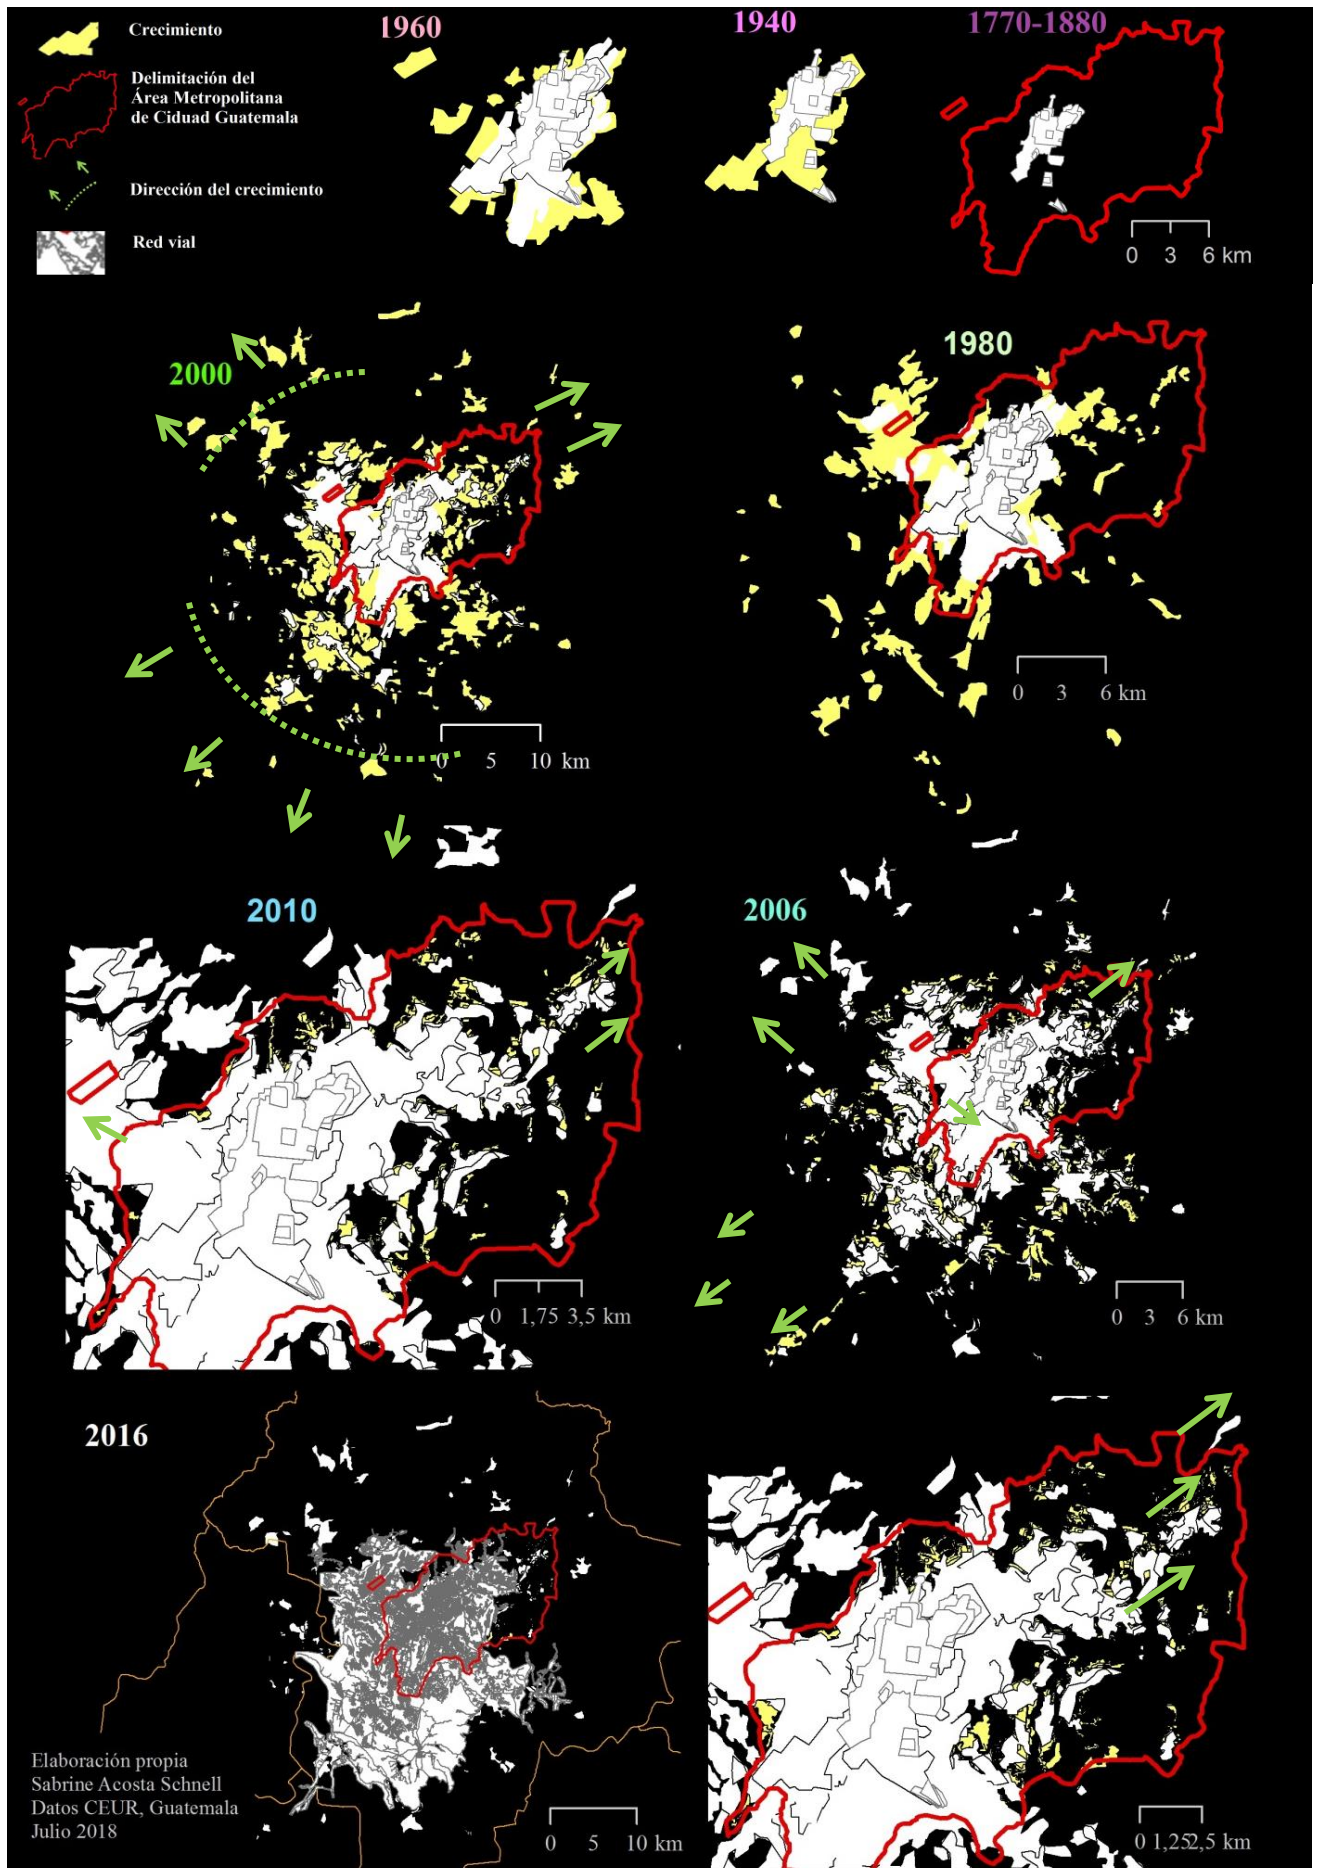 Crecimiento
Delimitación del
Área Metropolitana
de Ciduad Guatemala
Dirección del crecimiento
Red vial
1960
1940
1770-1880
0 3 6 km
2000
0 5 10 km
1980
0 3 6 km
2010
0 1,75 3,5 km
2006
0 3 6 km
2016
Elaboración propia
Sabrine Acosta Schnell
Datos CEUR, Guatemala
Julio 2018
0 5 10 km
0 1,252,5 km